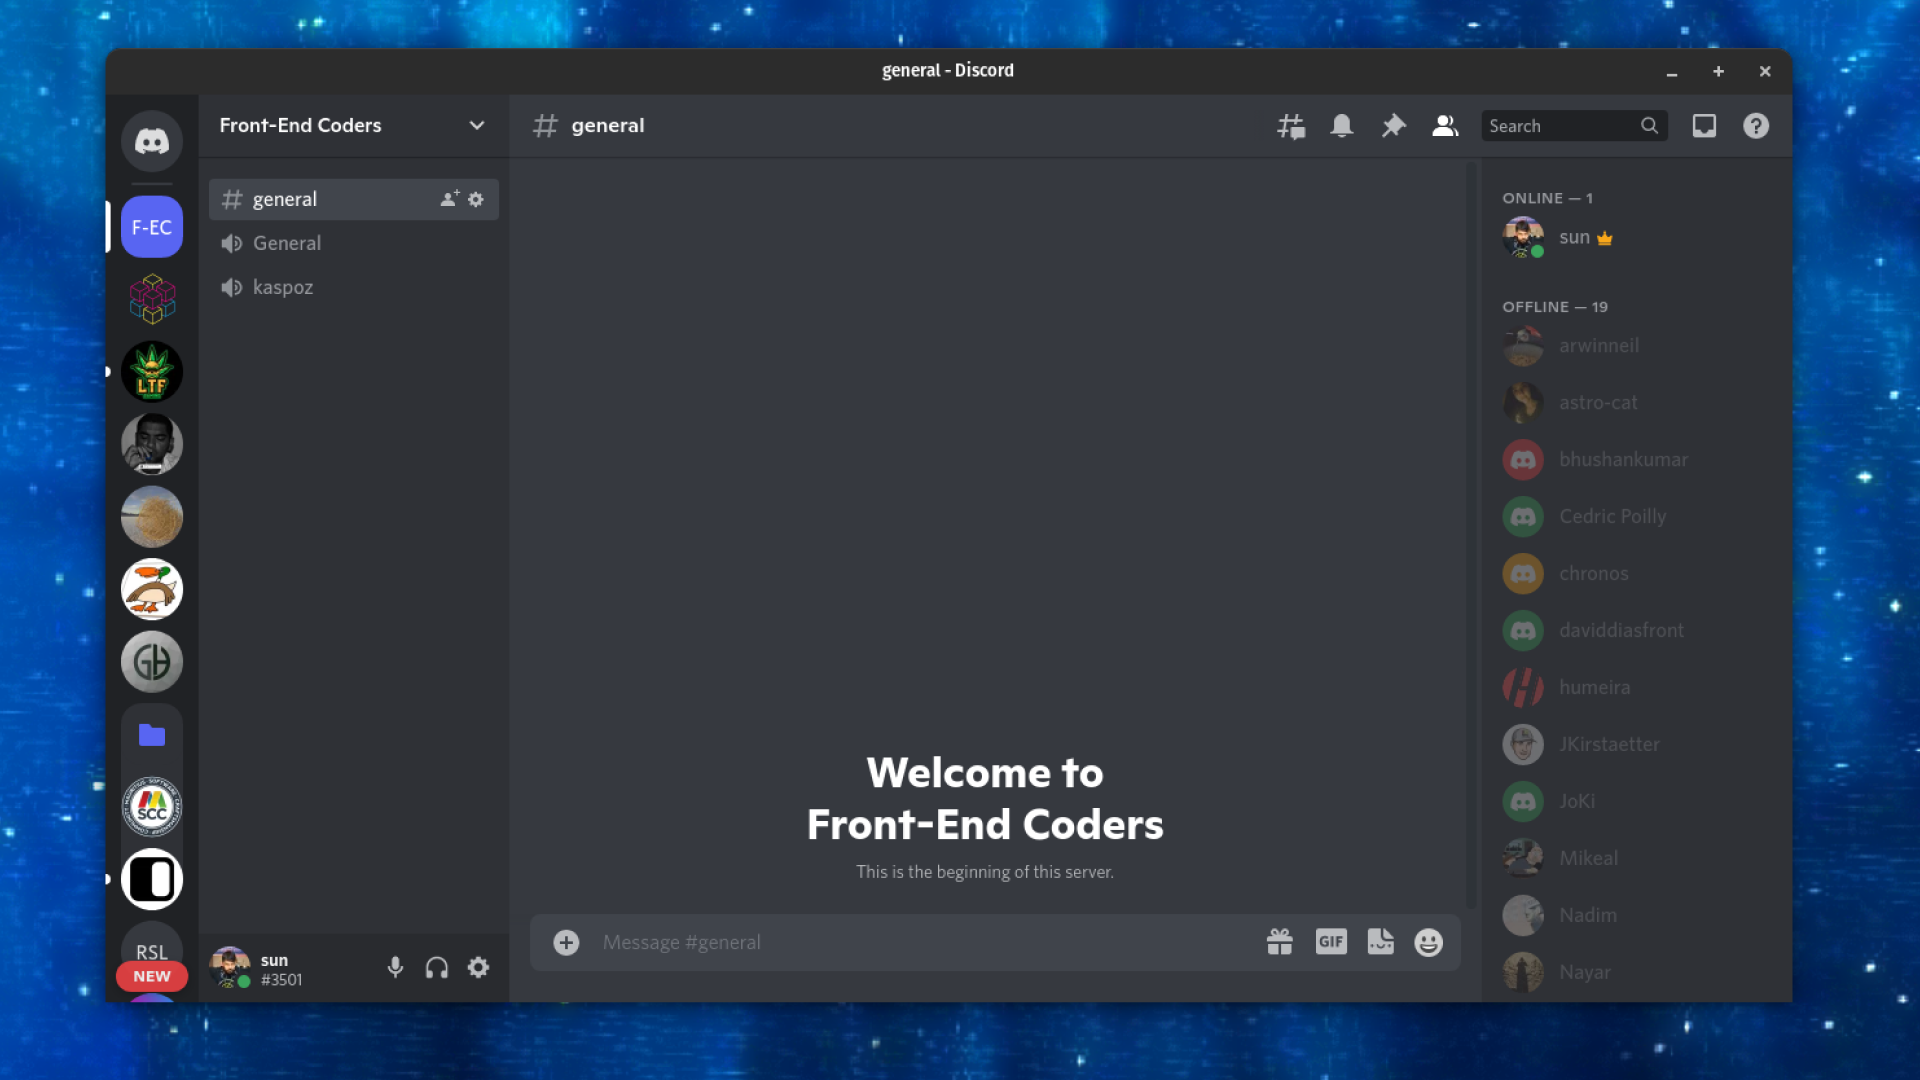 general - Discord
F-EC
LTF
GH
SCC
RSL
NEW
Front-End Coders
general
General
kaspoz
sun
#3501
general
Search
Welcome to
Front-End Coders
This is the beginning of this server.
Message #general
GIF
ONLINE — 1
sun
OFFLINE — 19
arwinneil
astro-cat
bhushankumar
Cedric Poilly
chronos
daviddiasfront
humeira
JKirstaetter
JoKi
Mikeal
Nadim
Nayar